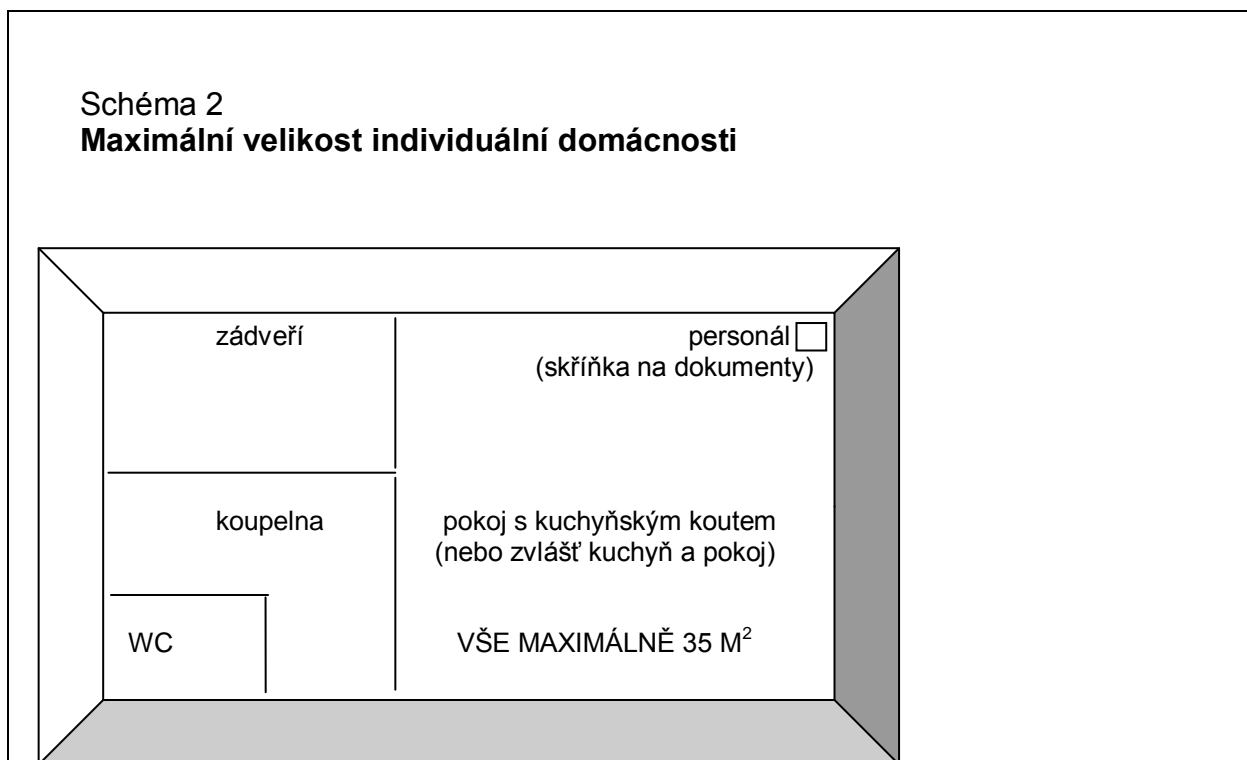 Schéma 2
Maximální velikost individuální domácnosti
zádveří
personál
(skříňka na dokumenty)
koupelna
pokoj s kuchyňským koutem
(nebo zvlášť kuchyň a pokoj)
WC
VŠE MAXIMÁLNĚ 35 M²